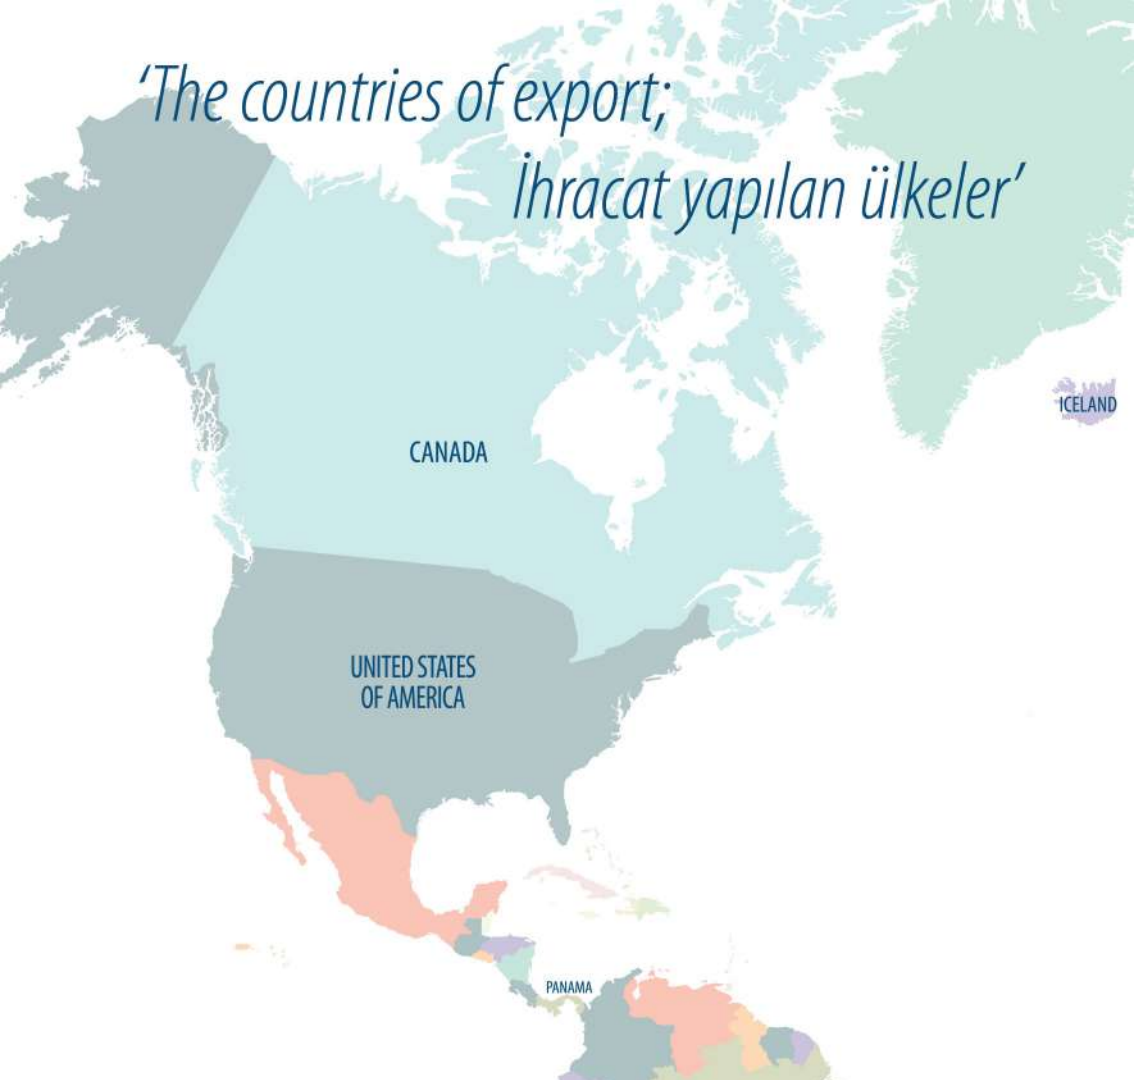 ‘The countries of export;
İhracat yapılan ülkeler’
ICELAND
CANADA
UNITED STATES
OF AMERICA
PANAMA